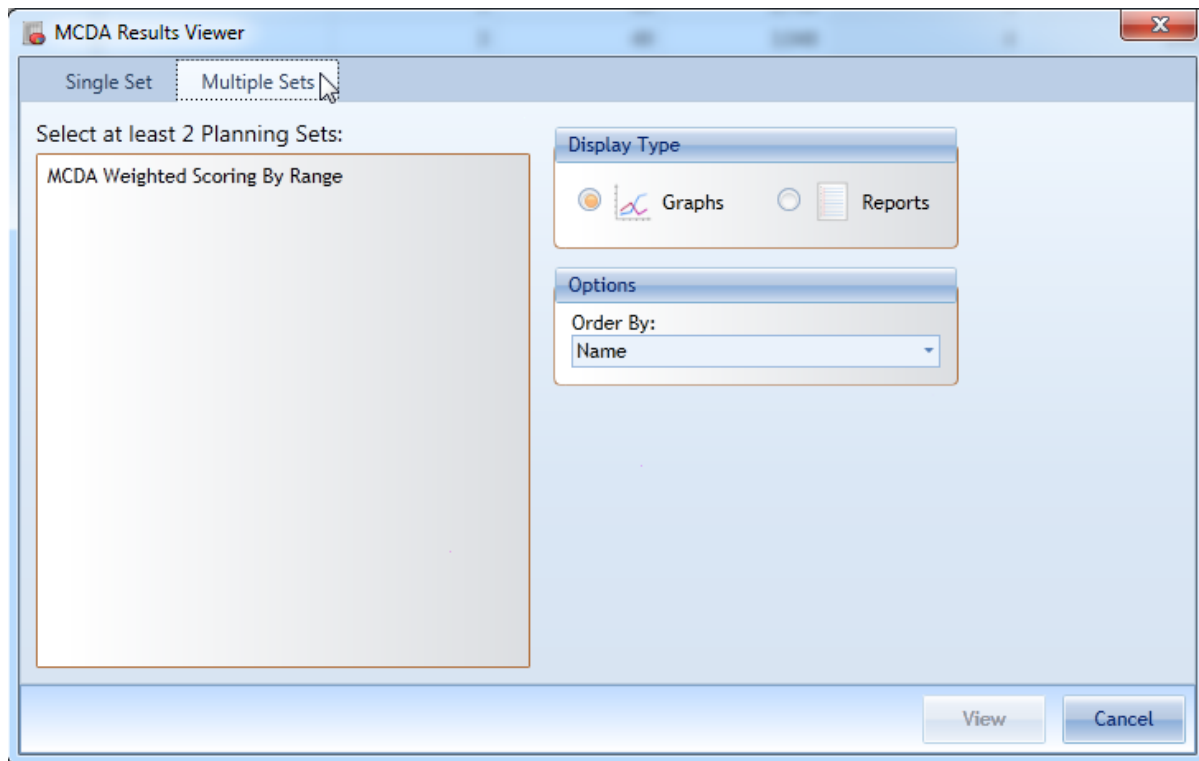 MCDA Results Viewer
Single Set
Multiple Sets
Select at least 2 Planning Sets:
MCDA Weighted Scoring By Range
Display Type
Graphs
Reports
Options
Order By:
Name
View
Cancel